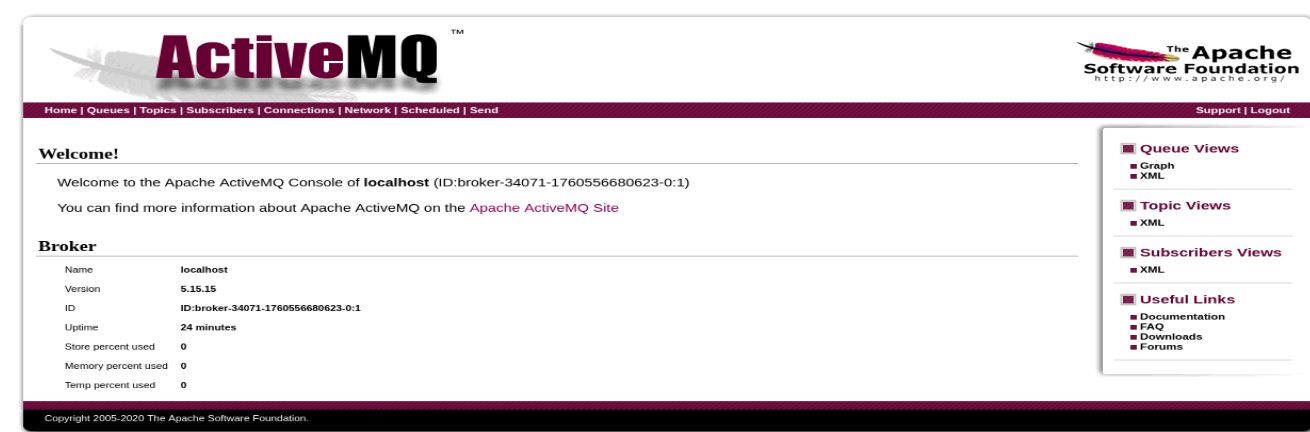 ActiveMQ™
The Apache
Software Foundation
http://www.apache.org/
Home | Queues | Topics | Subscribers | Connections | Network | Scheduled | Send
Support | Logout
Welcome!
Welcome to the Apache ActiveMQ Console of localhost (ID:broker-34071-1760556680623-0:1)
You can find more information about Apache ActiveMQ on the Apache ActiveMQ Site
Broker
Name localhost
Version 5.15.15
ID ID:broker-34071-1760556680623-0:1
Uptime 24 minutes
Store percent used 0
Memory percent used 0
Temp percent used 0
Queue Views
Graph
XML
Topic Views
XML
Subscribers Views
XML
Useful Links
Documentation
FAQ
Downloads
Forums
Copyright 2005-2020 The Apache Software Foundation.